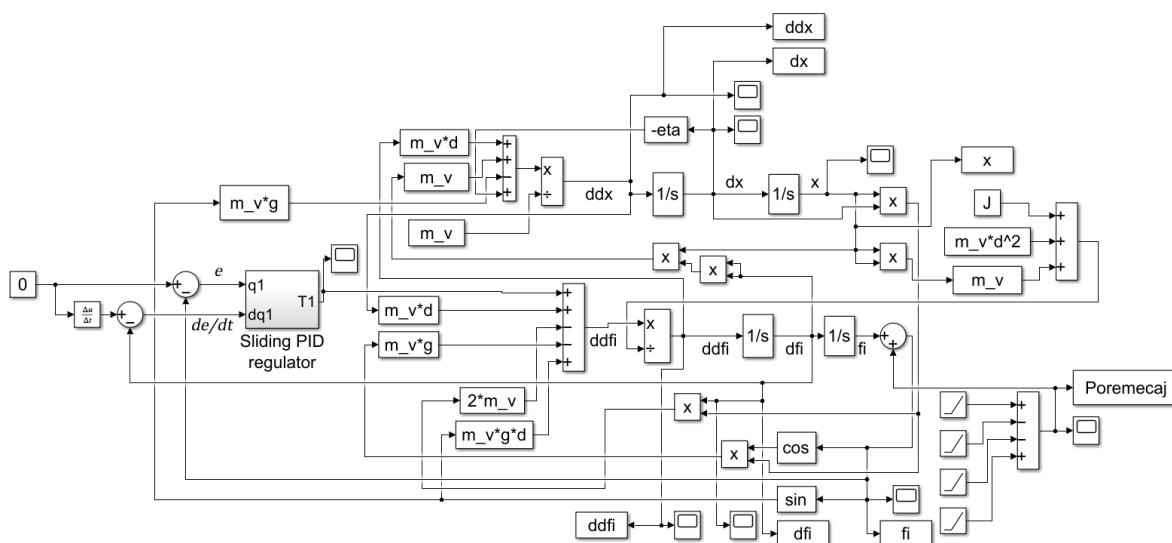 ddx
dx
-eta
m_v*d
+
+
−
+
m_v
x
÷
ddx
1/s
dx
1/s
x
x
x
J
+
+
+
m_v*g
m_v
m_v*d^2
x
x
x
m_v
0
e
+
−
q1
T1
dq1
Δu
Δt
+
−
de/dt
Sliding PID
regulator
m_v*d
+
+
−
−
+
ddfi
x
÷
ddfi
1/s
dfi
1/s
fi
+
+
m_v*g
2*m_v
x
Poremecaj
+
−
−
+
m_v*g*d
x
cos
sin
ddfi
dfi
fi